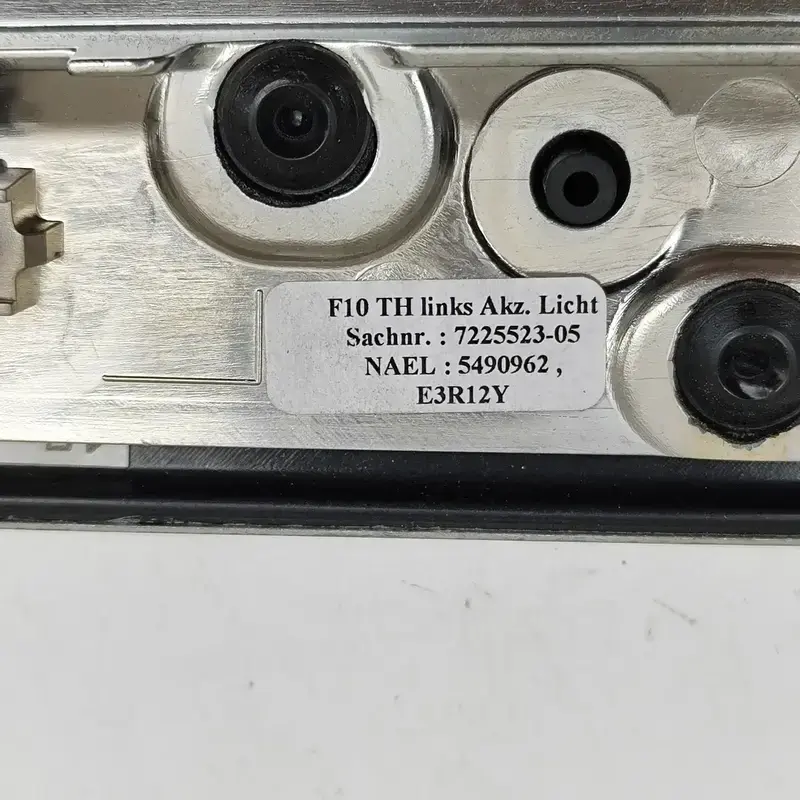 F10 TH links Akz. Licht
Sachnr. : 7225523-05
NAEL : 5490962 ,
E3R12Y